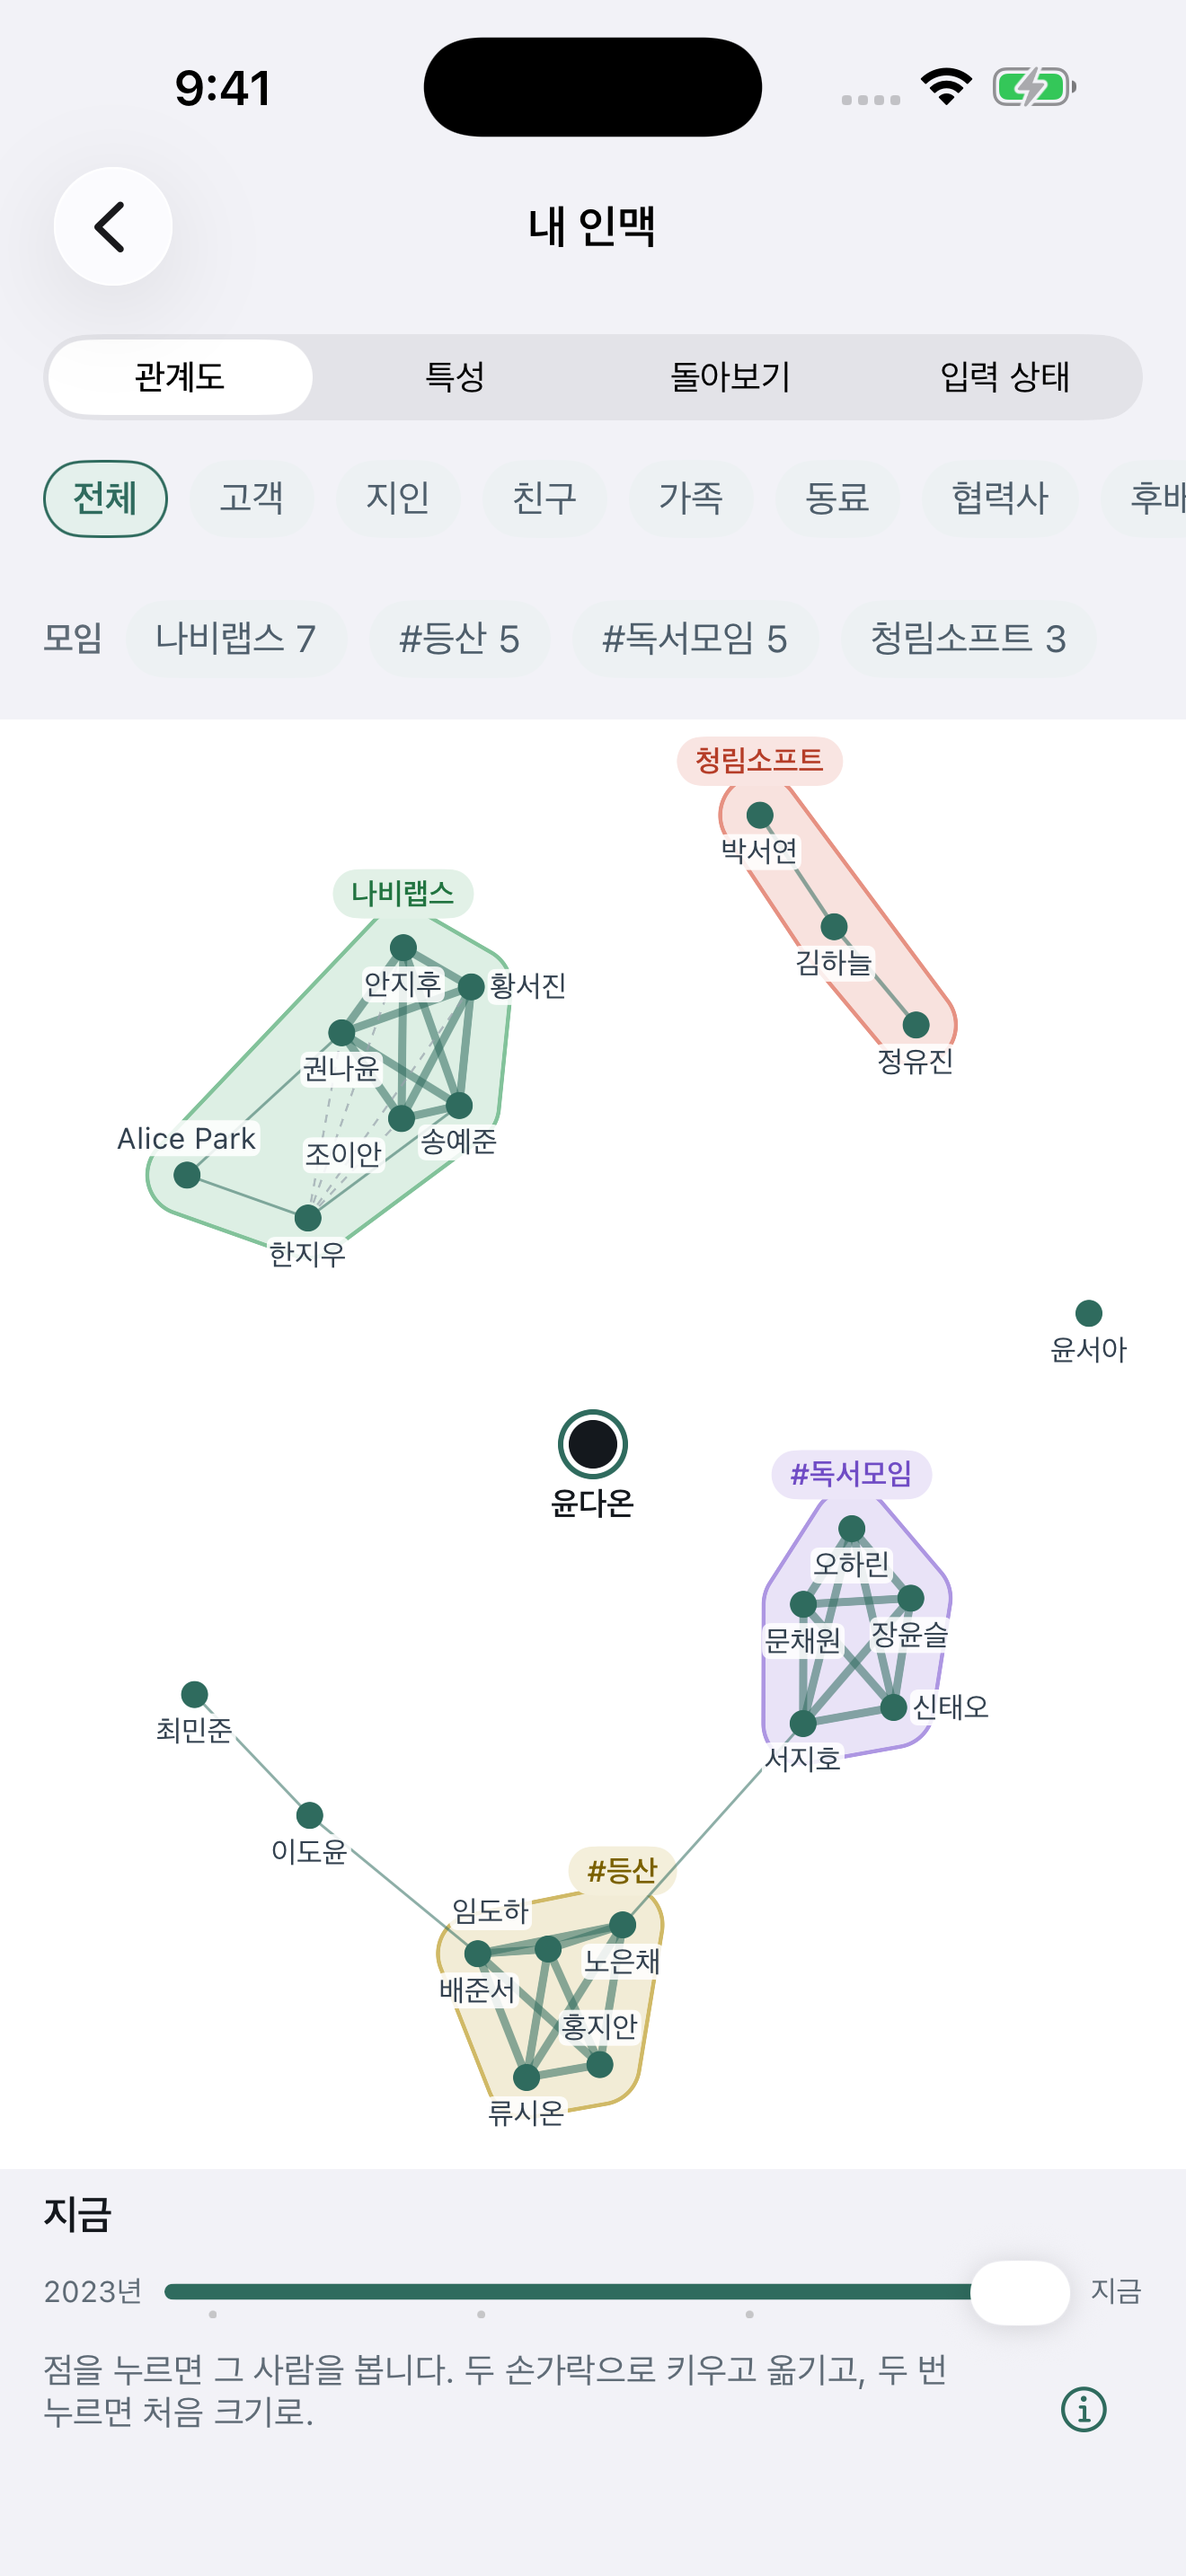 9:41
내 인맥
관계도 특성 돌아보기 입력 상태
전체 고객 지인 친구 가족 동료 협력사 후배
모임 나비랩스 7 #등산 5 #독서모임 5 청림소프트 3
청림소프트
박서연
나비랩스
김하늘
안지후 황서진
정유진
권나윤
Alice Park
조이안 송예준
한지우
윤서아
#독서모임
윤다온
오하린
문채원 장윤슬
신태오
최민준
서지호
이도윤
#등산
임도하
노은채
배준서
홍지안
류시온
지금
2023년 지금
점을 누르면 그 사람을 봅니다. 두 손가락으로 키우고 옮기고, 두 번
누르면 처음 크기로.